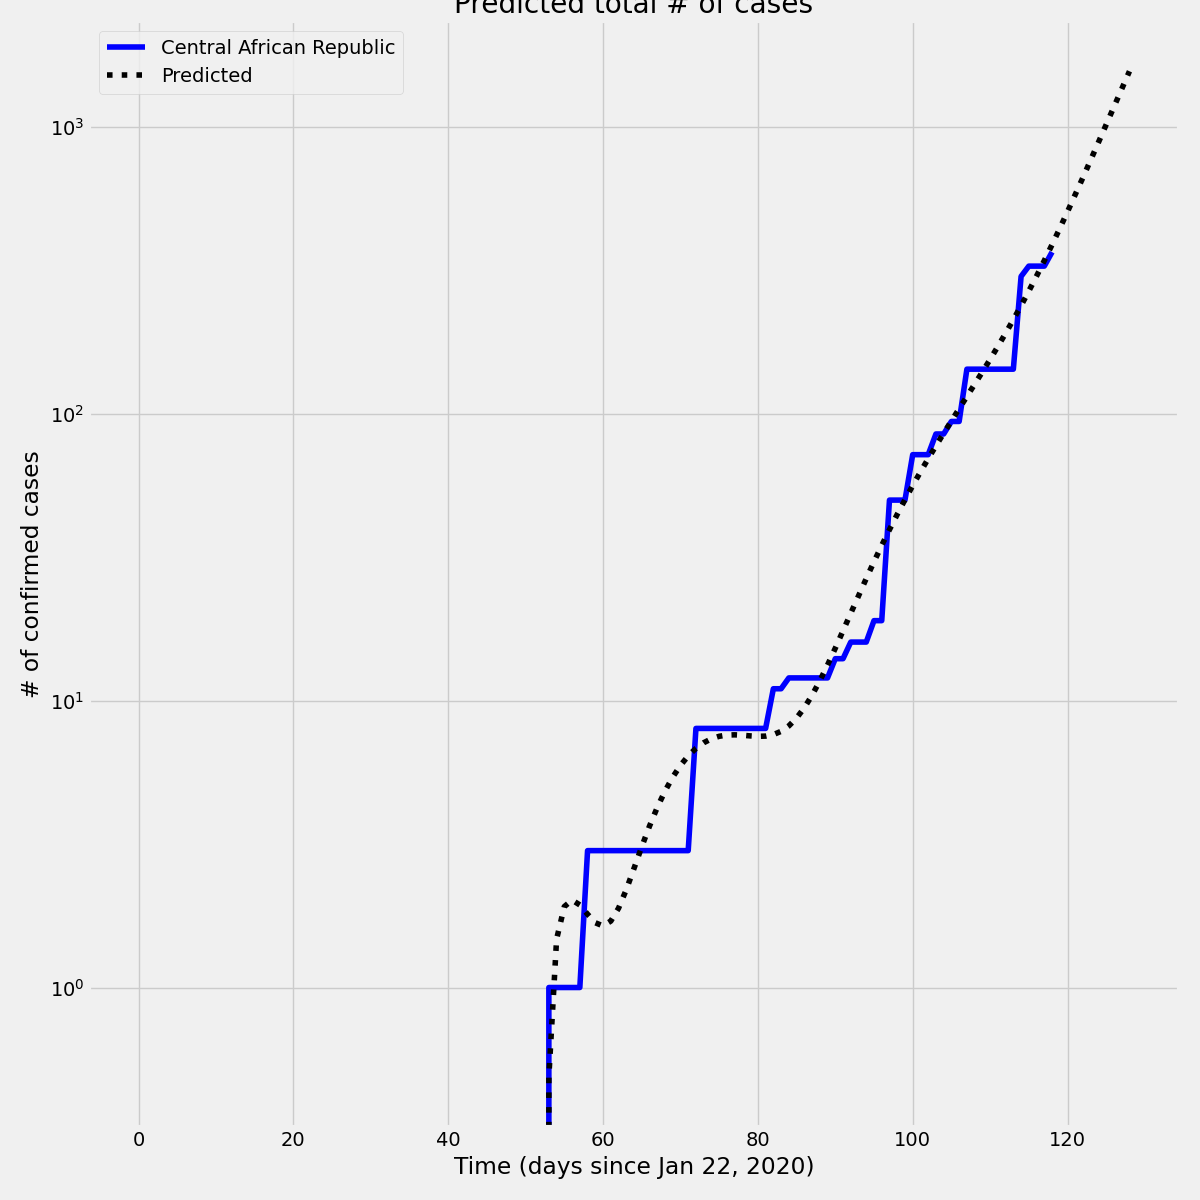 Predicted total # of cases
Central African Republic
Predicted
10³
10²
10¹
10⁰
# of confirmed cases
0 20 40 60 80 100 120
Time (days since Jan 22, 2020)